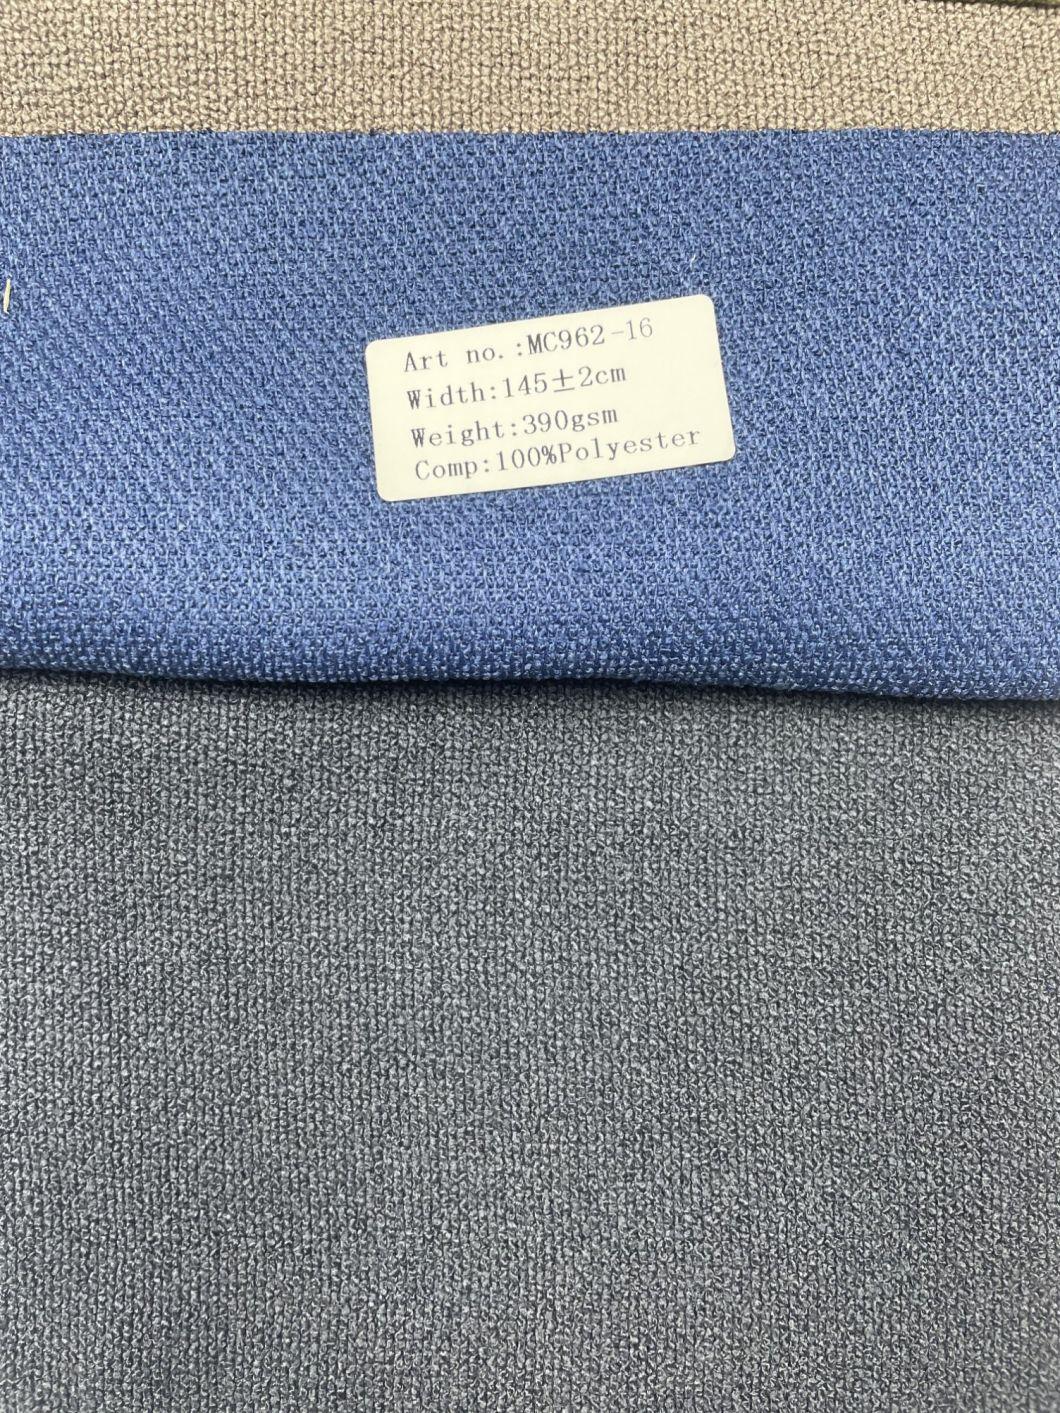 Art no.:MC962-16
Width:145±2cm
Weight:390gsm
Comp:100%Polyester